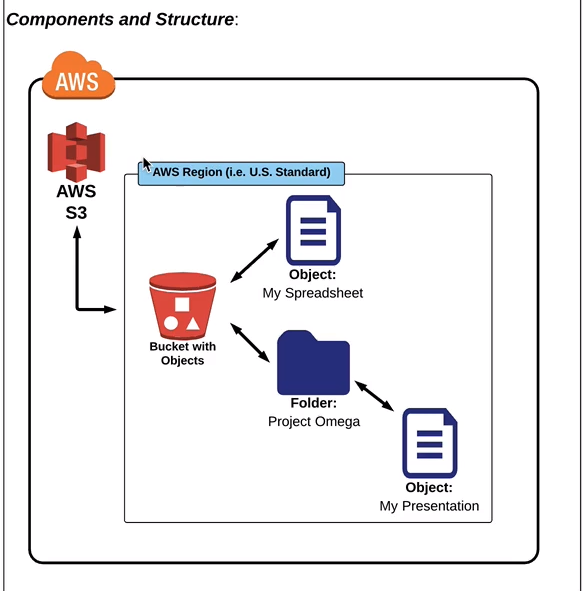 Components and Structure:
AWS
AWS
S3
AWS Region (i.e. U.S. Standard)
Object:
My Spreadsheet
Bucket with
Objects
Folder:
Project Omega
Object:
My Presentation